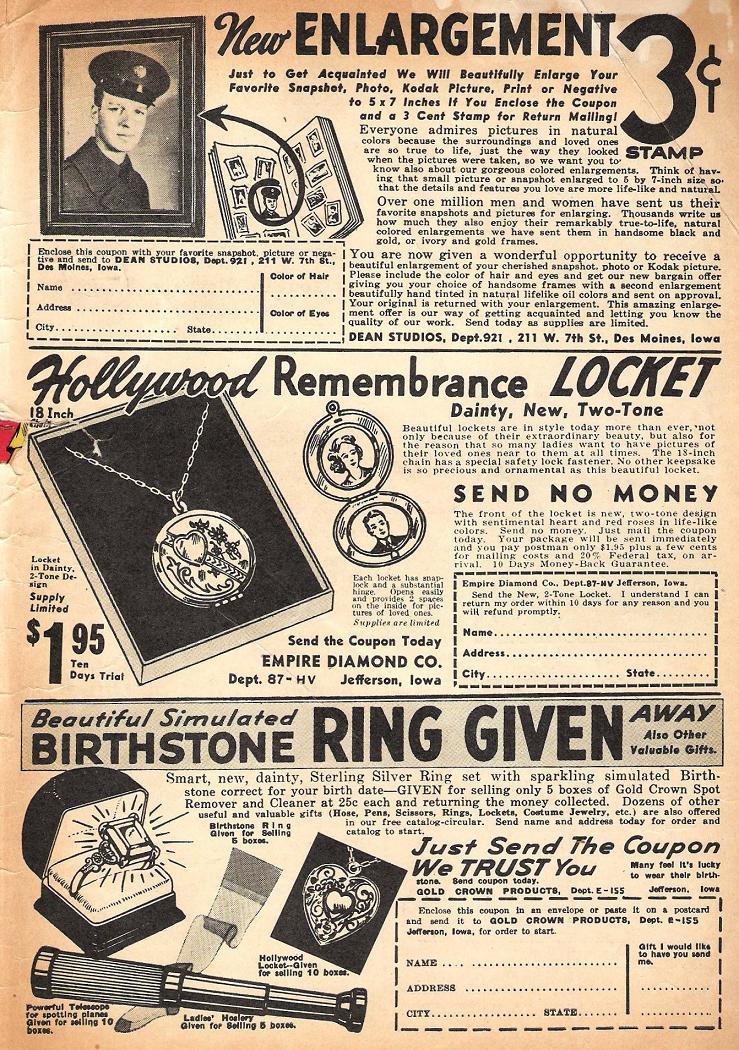 New ENLARGEMENT 3¢ STAMP
Just to Get Acquainted We Will Beautifully Enlarge Your
Favorite Snapshot, Photo, Kodak Picture, Print or Negative
to 5 x 7 Inches If You Enclose the Coupon
and a 3 Cent Stamp for Return Mailing!
Everyone admires pictures in natural
colors because the surroundings and loved ones
are so true to life, just the way they looked
when the pictures were taken, so we want you to
know also about our gorgeous colored enlargements. Think of hav-
ing that small picture or snapshot enlarged to 5 by 7-inch size so
that the details and features you love are more life-like and natural.
Over one million men and women have sent us their
favorite snapshots and pictures for enlarging. Thousands write us
how much they also enjoy their remarkably true-to-life, natural
colored enlargements we have sent them in handsome black and
gold, or ivory and gold frames.
You are now given a wonderful opportunity to receive a
beautiful enlargement of your cherished snapshot, photo or Kodak picture.
Please include the color of hair and eyes and get our new bargain offer
giving you your choice of handsome frames with a second enlargement
beautifully hand tinted in natural lifelike oil colors and sent on approval.
Your original is returned with your enlargement. This amazing enlarge-
ment offer is our way of getting acquainted and letting you know the
quality of our work. Send today as supplies are limited.
DEAN STUDIOS, Dept.921 , 211 W. 7th St., Des Moines, Iowa
Enclose this coupon with your favorite snapshot, picture or nega-
tive and send to DEAN STUDIOS, Dept. 921 , 211 W. 7th St.,
Des Moines, Iowa.
Color of Hair
Name
Address
Color of Eyes
City State
Hollywood Remembrance LOCKET
18 Inch
Dainty, New, Two-Tone
Beautiful lockets are in style today more than ever, not
only because of their extraordinary beauty, but also for
the reason that so many ladies want to have pictures of
their loved ones near to them at all times. The 18-inch
chain has a special safety lock fastener. No other keepsake
is so precious and ornamental as this beautiful locket.
SEND NO MONEY
The front of the locket is new, two-tone design
with sentimental heart and red roses in life-like
colors. Send no money. Just mail the coupon
today. Your package will be sent immediately
and you pay postman only $1.95 plus a few cents
for mailing costs and 20% Federal tax, on ar-
rival. 10 Days Money-Back Guarantee.
Locket
in Dainty,
2-Tone De-
sign
Supply
Limited
$1.95
Ten
Days Trial
Each locket has snap-
lock and a substantial
hinge. Opens easily
and provides 2 spaces
on the inside for pic-
tures of loved ones.
Supplies are limited
Send the Coupon Today
EMPIRE DIAMOND CO.
Dept. 87-HV Jefferson, Iowa
Empire Diamond Co., Dept.87-HV Jefferson, Iowa.
Send the New, 2-Tone Locket. I understand I can
return my order within 10 days for any reason and you
will refund promptly.
Name
Address
City State
Beautiful Simulated
BIRTHSTONE RING GIVEN AWAY
Also Other
Valuable Gifts.
Smart, new, dainty, Sterling Silver Ring set with sparkling simulated Birth-
stone correct for your birth date—GIVEN for selling only 5 boxes of Gold Crown Spot
Remover and Cleaner at 25c each and returning the money collected. Dozens of other
useful and valuable gifts (Hose, Pens, Scissors, Rings, Lockets, Costume Jewelry, etc.) are also offered
in our free catalog-circular. Send name and address today for order and
catalog to start.
Birthstone Ring
Given for Selling
5 boxes.
Just Send The Coupon
We TRUST You
Many feel it's lucky
to wear their birth-
stone. Send coupon today.
GOLD CROWN PRODUCTS, Dept. E-155 Jefferson, Iowa
Hollywood
Locket—Given
for selling 10 boxes.
Powerful Telescope
for spotting planes
Given for selling 10
boxes.
Ladies' Hosiery
Given for Selling 5 boxes.
Enclose this coupon in an envelope or paste it on a postcard
and send it to GOLD CROWN PRODUCTS, Dept. E-155
Jefferson, Iowa, for order to start.
Gift I would like
to have you send
me.
NAME
ADDRESS
CITY STATE